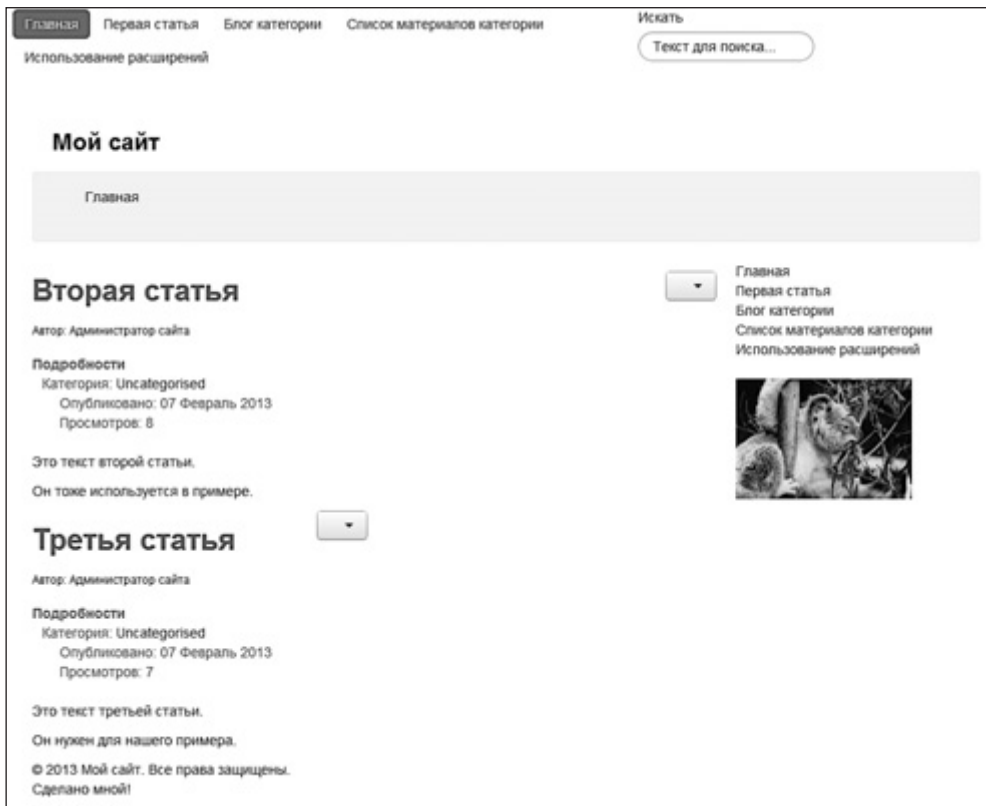 Главная Первая статья Блог категории Список материалов категории
Использование расширений
Искать
Текст для поиска...
Мой сайт
Главная
Вторая статья
Автор: Администратор сайта
Подробности
Категория: Uncategorised
Опубликовано: 07 Февраль 2013
Просмотров: 8
Это текст второй статьи.
Он тоже используется в примере.
Третья статья
Автор: Администратор сайта
Подробности
Категория: Uncategorised
Опубликовано: 07 Февраль 2013
Просмотров: 7
Это текст третьей статьи.
Он нужен для нашего примера.
© 2013 Мой сайт. Все права защищены.
Сделано мной!
Главная
Первая статья
Блог категории
Список материалов категории
Использование расширений